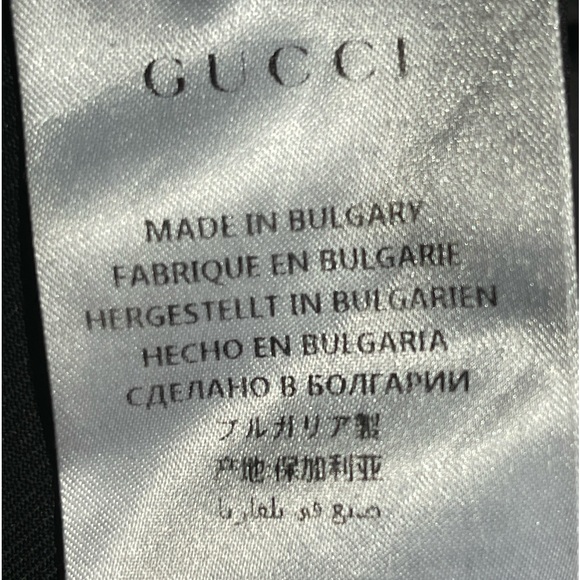 GUCCI
MADE IN BULGARY
FABRIQUE EN BULGARIE
HERGESTELLT IN BULGARIEN
HECHO EN BULGARIA
СДЕЛАНО В БОЛГАРИИ
ブルガリア製
产地:保加利亚
صنع في بلغاريا